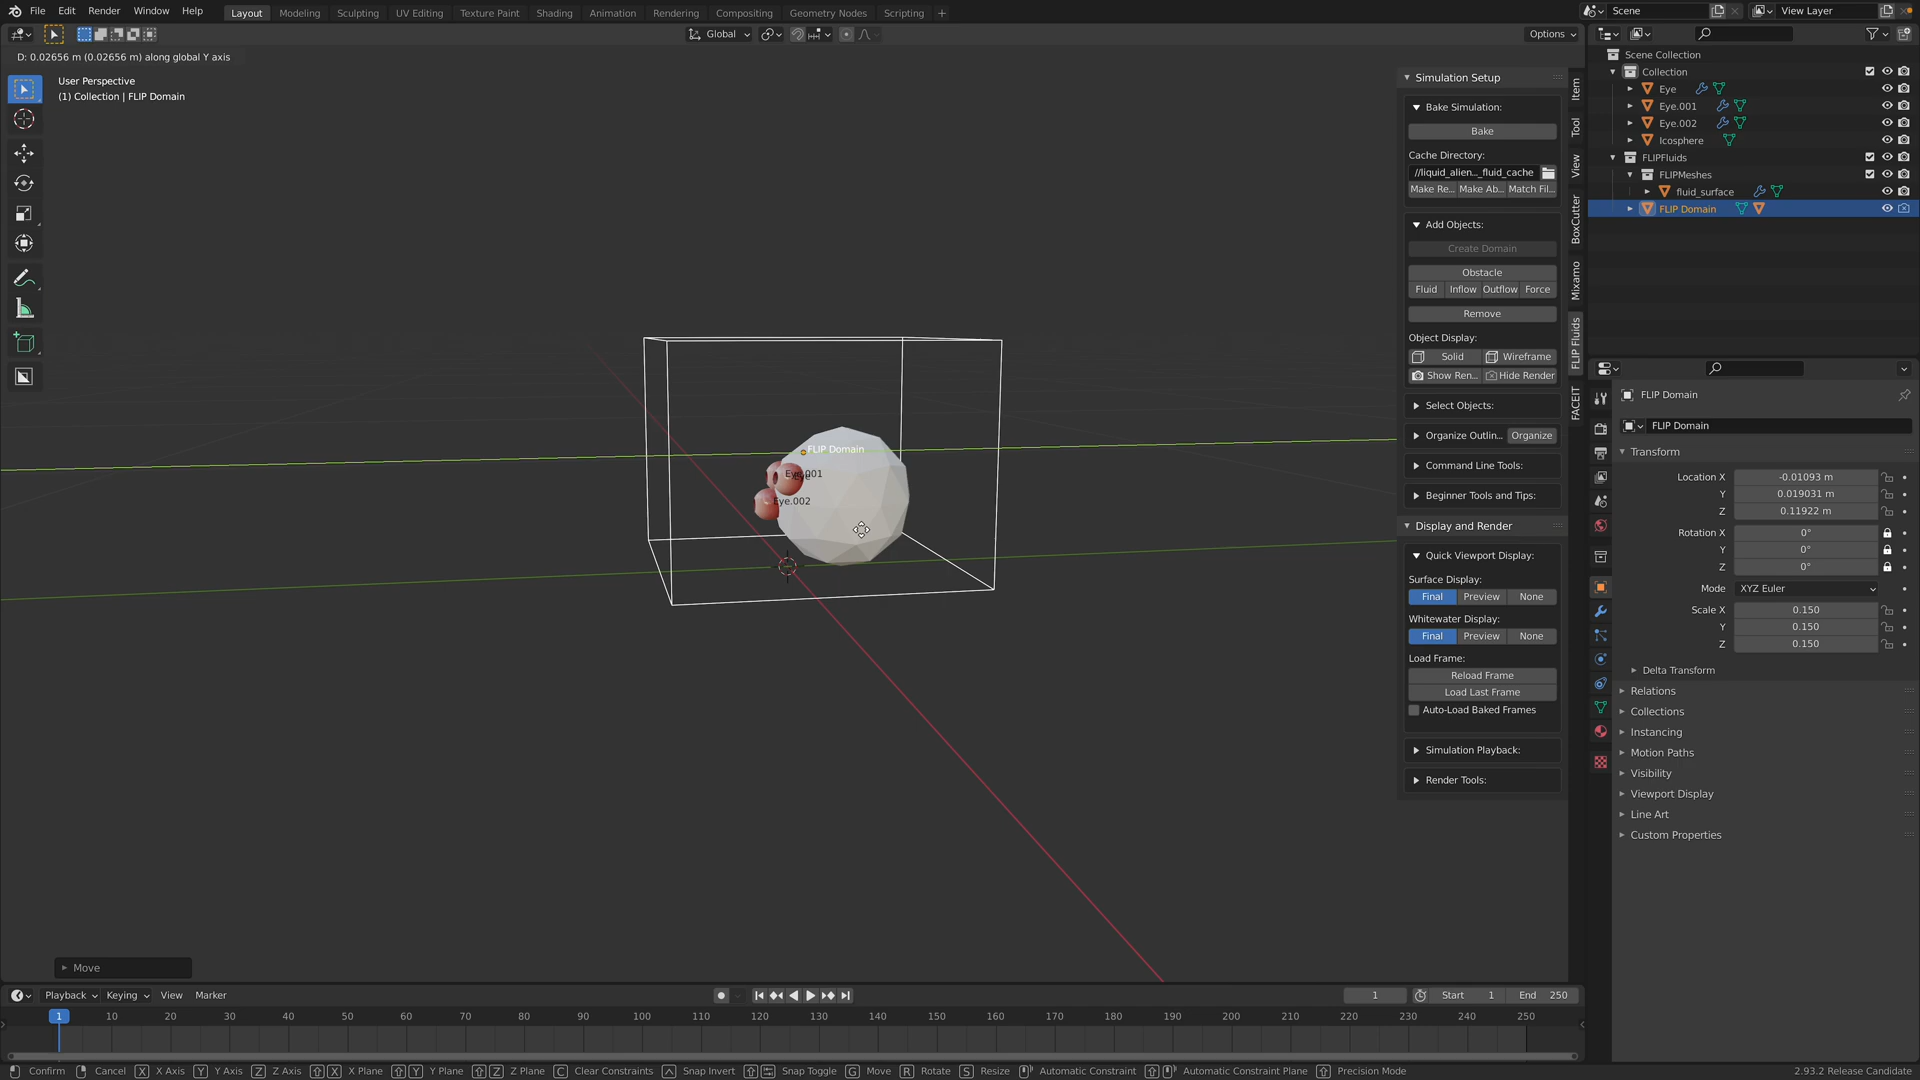 File Edit Render Window Help Layout Modeling Sculpting UV Editing Texture Paint Shading Animation Rendering Compositing Geometry Nodes Scripting + Scene View Layer
Global Options
D: 0.02656 m (0.02656 m) along global Y axis
User Perspective
(1) Collection | FLIP Domain
FLIP Domain
Eye.001
Eye.002
Move
Simulation Setup
Bake Simulation:
Bake
Cache Directory:
//liquid_alien..._fluid_cache
Make Re... Make Ab... Match Fil...
Add Objects:
Create Domain
Obstacle
Fluid Inflow Outflow Force
Remove
Object Display:
Solid Wireframe
Show Ren... Hide Render
Select Objects:
Organize Outlin... Organize
Command Line Tools:
Beginner Tools and Tips:
Display and Render
Quick Viewport Display:
Surface Display:
Final Preview None
Whitewater Display:
Final Preview None
Load Frame:
Reload Frame
Load Last Frame
Auto-Load Baked Frames
Simulation Playback:
Render Tools:
Item
Tool
View
BoxCutter
Mixamo
FLIP Fluids
FACEIT
Scene Collection
Collection
Eye
Eye.001
Eye.002
Icosphere
FLIPFluids
FLIPMeshes
fluid_surface
FLIP Domain
FLIP Domain
FLIP Domain
Transform
Location X -0.01093 m
Y 0.019031 m
Z 0.11922 m
Rotation X 0°
Y 0°
Z 0°
Mode XYZ Euler
Scale X 0.150
Y 0.150
Z 0.150
Delta Transform
Relations
Collections
Instancing
Motion Paths
Visibility
Viewport Display
Line Art
Custom Properties
Playback Keying View Marker 1 Start 1 End 250
1 10 20 30 40 50 60 70 80 90 100 110 120 130 140 150 160 170 180 190 200 210 220 230 240 250
Confirm Cancel X X Axis Y Y Axis Z Z Axis X X Plane Y Y Plane Z Z Plane C Clear Constraints Snap Invert Snap Toggle G Move R Rotate S Resize Automatic Constraint Automatic Constraint Plane Precision Mode 2.93.2 Release Candidate